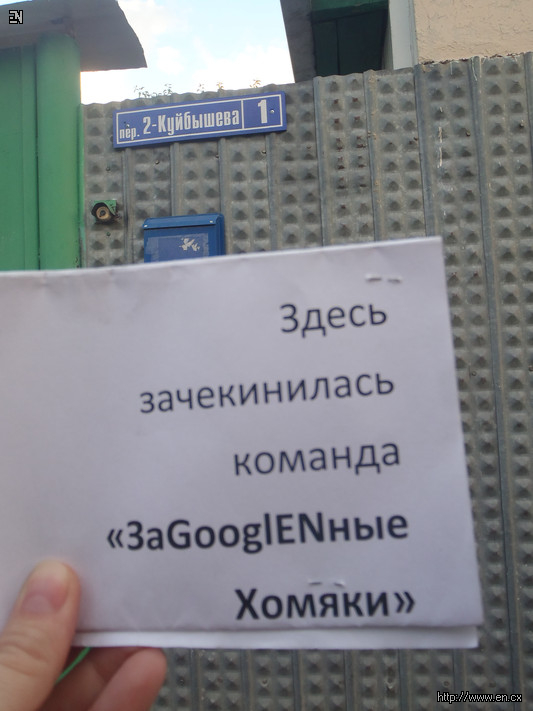 EN
пер. 2-Куйбышева 1
Здесь
зачекинилась
команда
«ЗаGooglENные
Хомяки»
http://www.en.cx